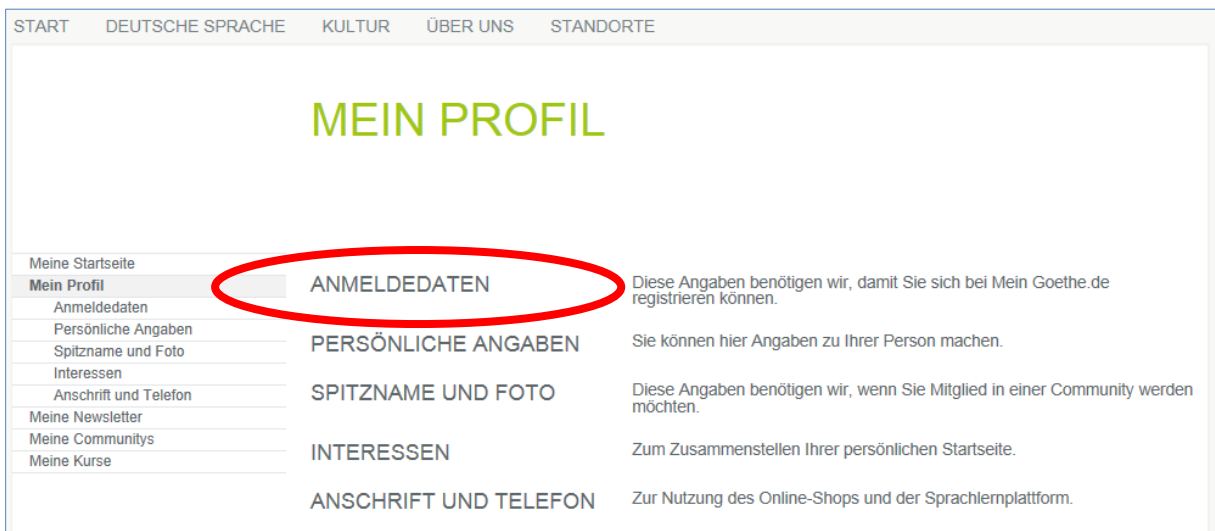 START DEUTSCHE SPRACHE KULTUR ÜBER UNS STANDORTE
MEIN PROFIL
Meine Startseite
Mein Profil
Anmeldedaten
Persönliche Angaben
Spitzname und Foto
Interessen
Anschrift und Telefon
Meine Newsletter
Meine Communitys
Meine Kurse
ANMELDEDATEN
Diese Angaben benötigen wir, damit Sie sich bei Mein Goethe.de
registrieren können.
PERSÖNLICHE ANGABEN
Sie können hier Angaben zu Ihrer Person machen.
SPITZNAME UND FOTO
Diese Angaben benötigen wir, wenn Sie Mitglied in einer Community werden
möchten.
INTERESSEN
Zum Zusammenstellen Ihrer persönlichen Startseite.
ANSCHRIFT UND TELEFON
Zur Nutzung des Online-Shops und der Sprachlernplattform.